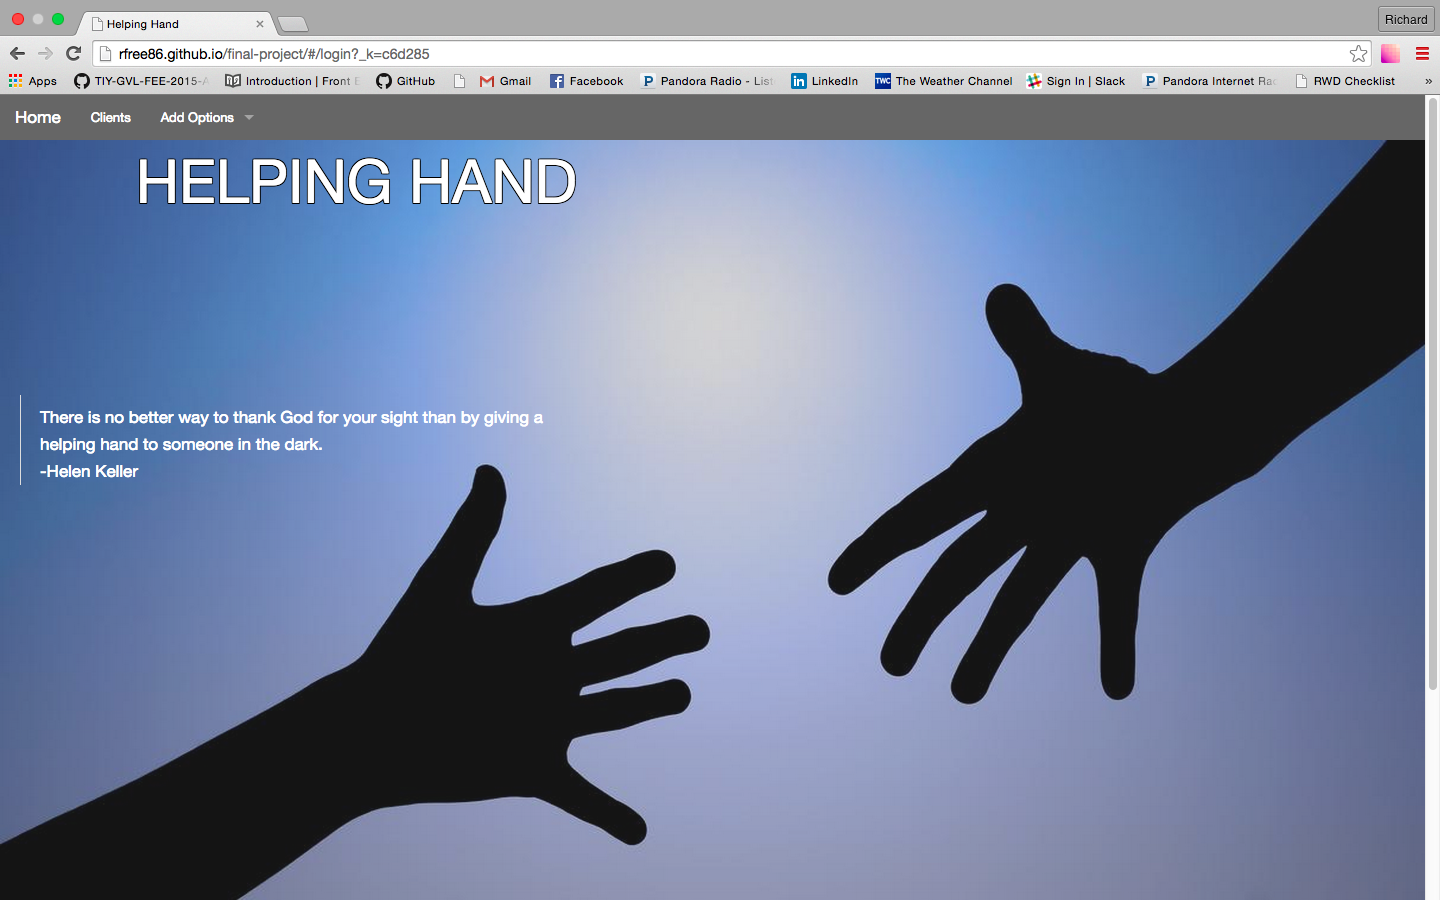 Helping Hand
Richard
rfree86.github.io/final-project/#/login?_k=c6d285
Apps
TIY-GVL-FEE-2015-A
Introduction | Front E
GitHub
Gmail
Facebook
Pandora Radio - List
LinkedIn
TWC The Weather Channel
Sign In | Slack
Pandora Internet Rad
RWD Checklist
»
Home
Clients
Add Options
HELPING HAND
There is no better way to thank God for your sight than by giving a
helping hand to someone in the dark.
-Helen Keller